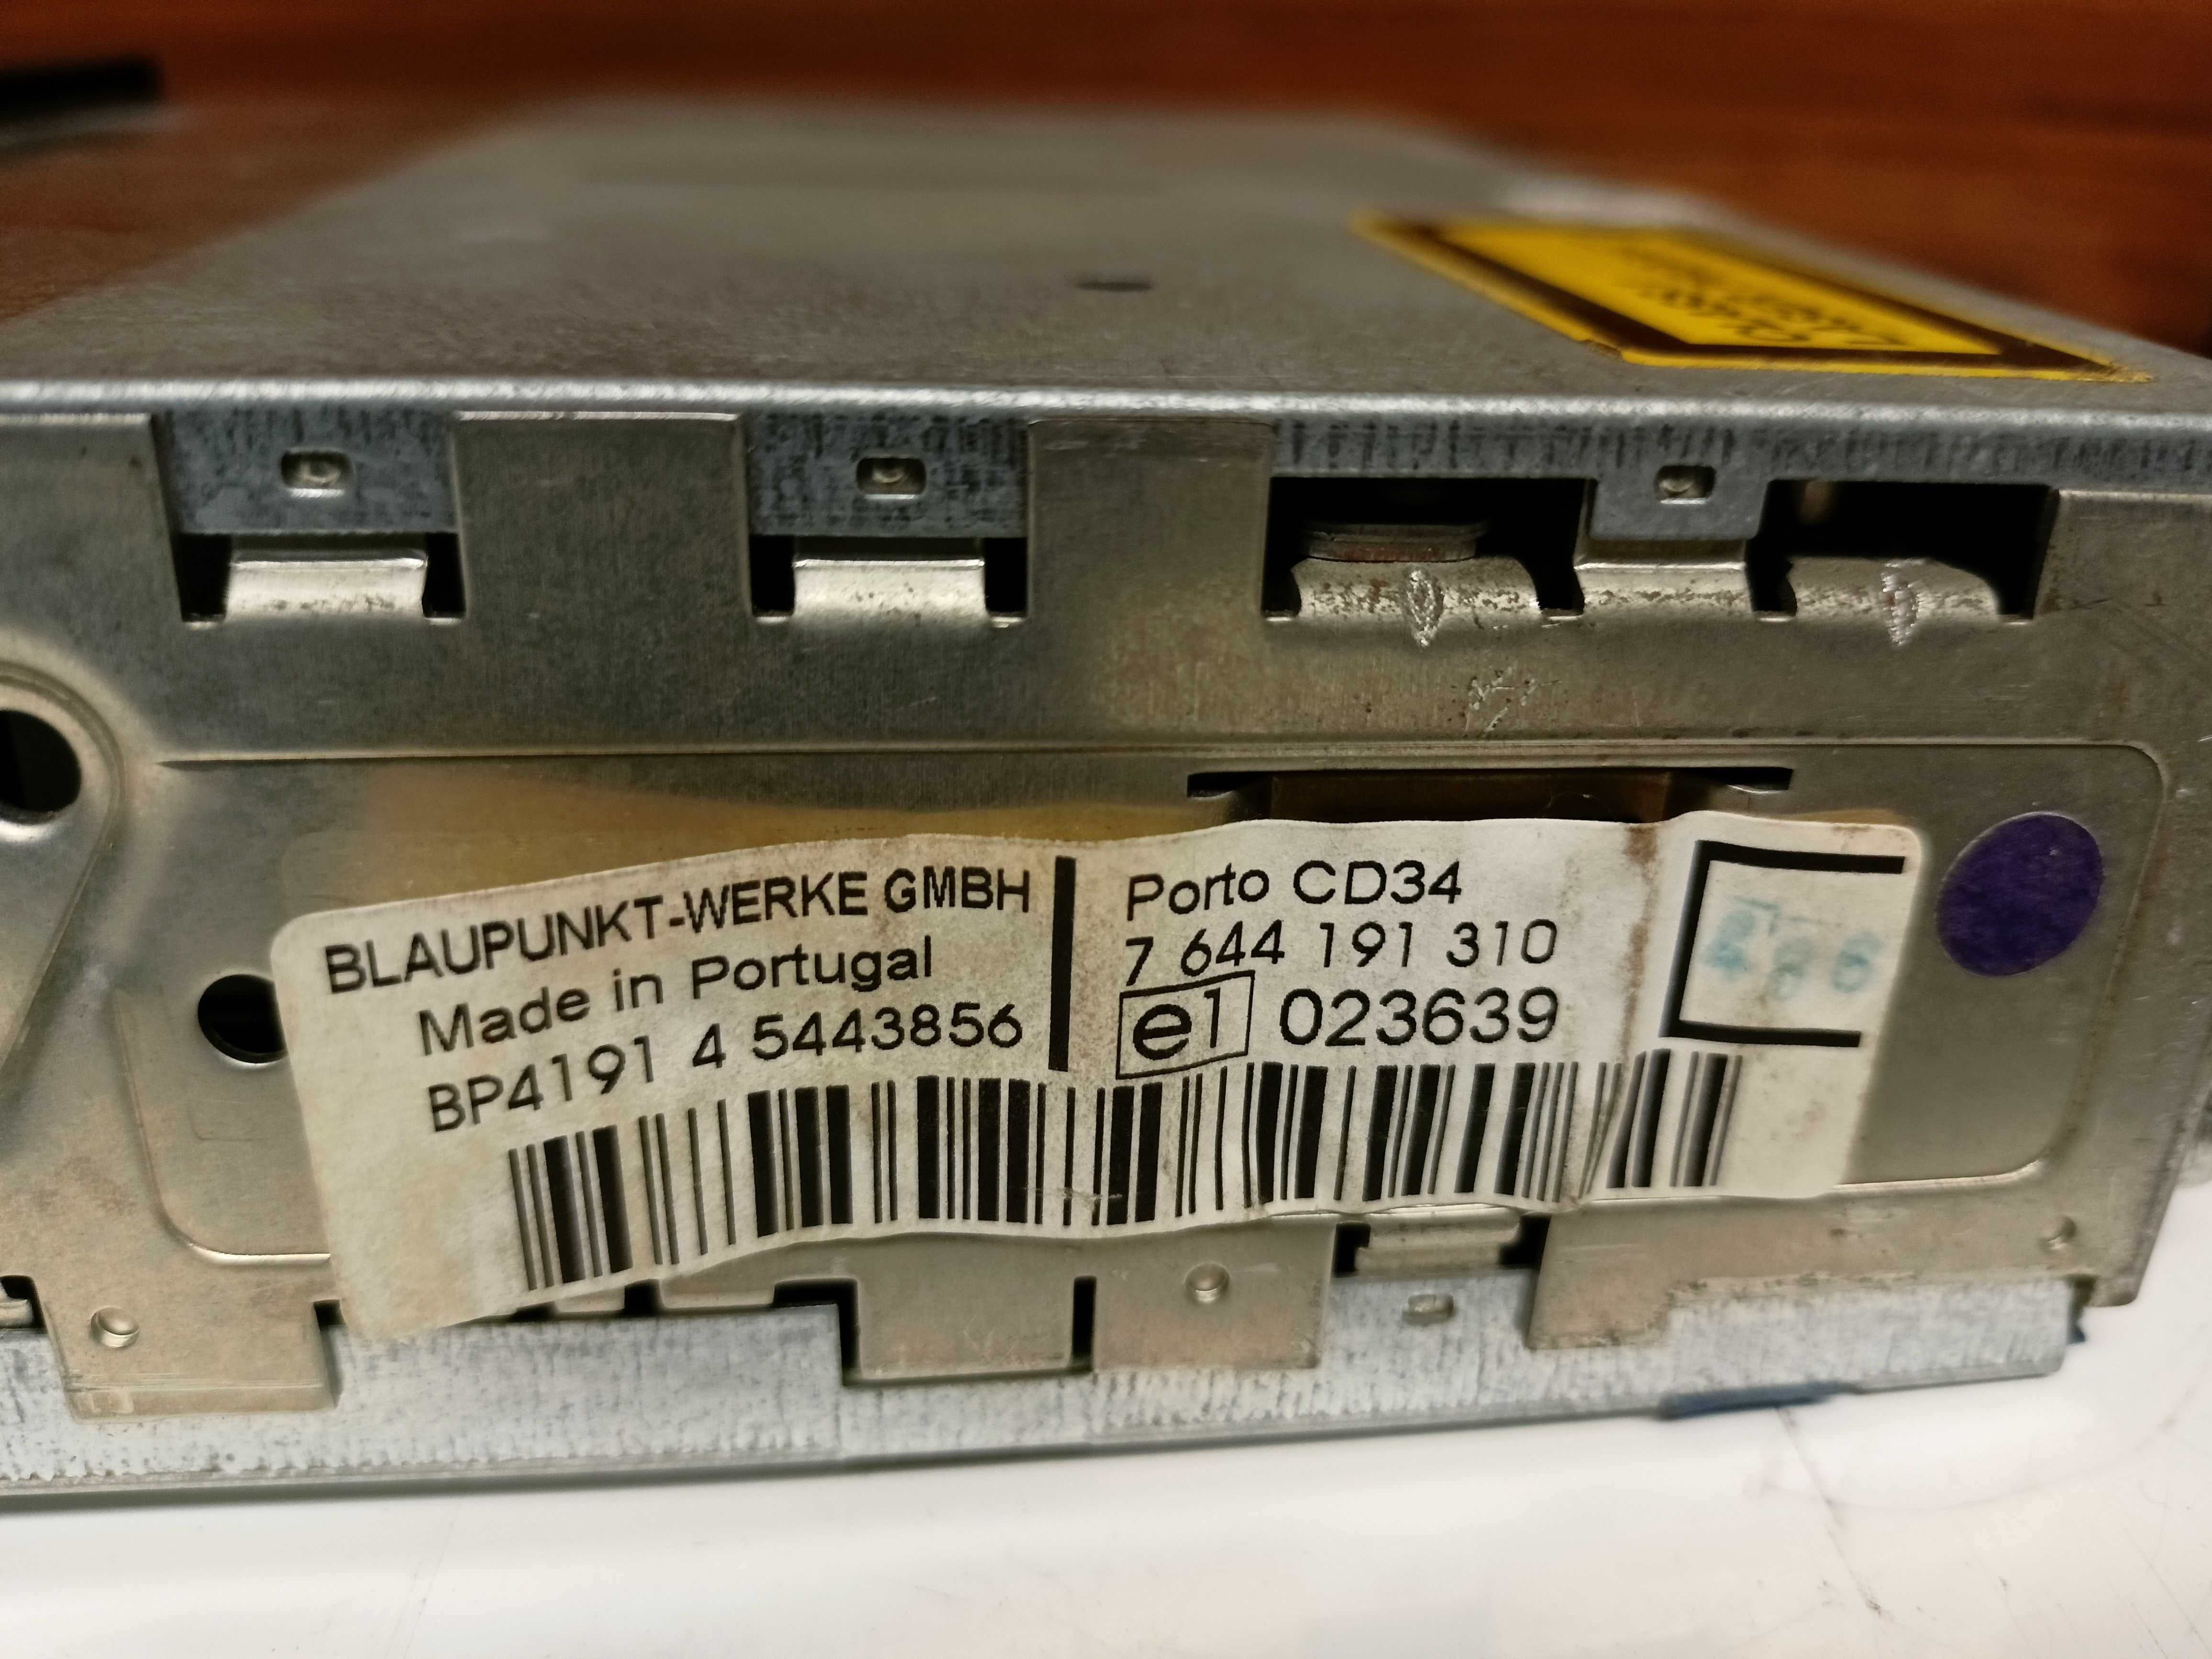 BLAUPUNKT-WERKE GMBH
Made in Portugal
BP4191 4 5443856
Porto CD34
7 644 191 310
e1 023639